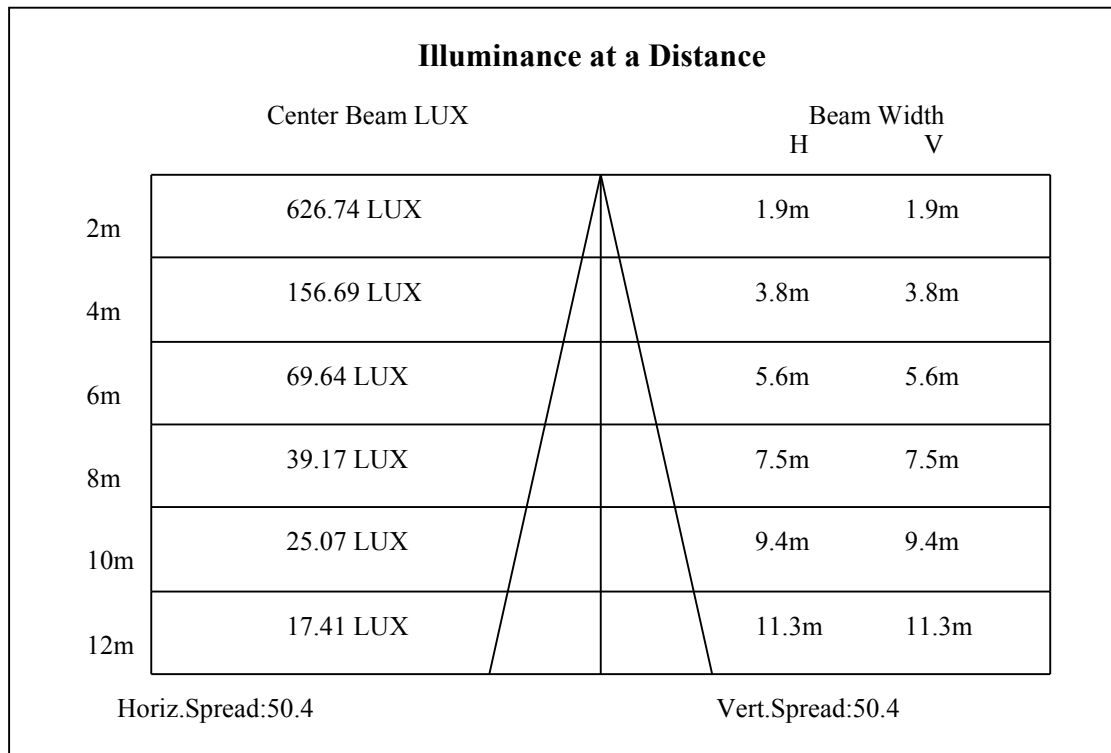 Illuminance at a Distance
Center Beam LUX Beam Width
H V
2m 626.74 LUX 1.9m 1.9m
4m 156.69 LUX 3.8m 3.8m
6m 69.64 LUX 5.6m 5.6m
8m 39.17 LUX 7.5m 7.5m
10m 25.07 LUX 9.4m 9.4m
12m 17.41 LUX 11.3m 11.3m
Horiz.Spread:50.4 Vert.Spread:50.4